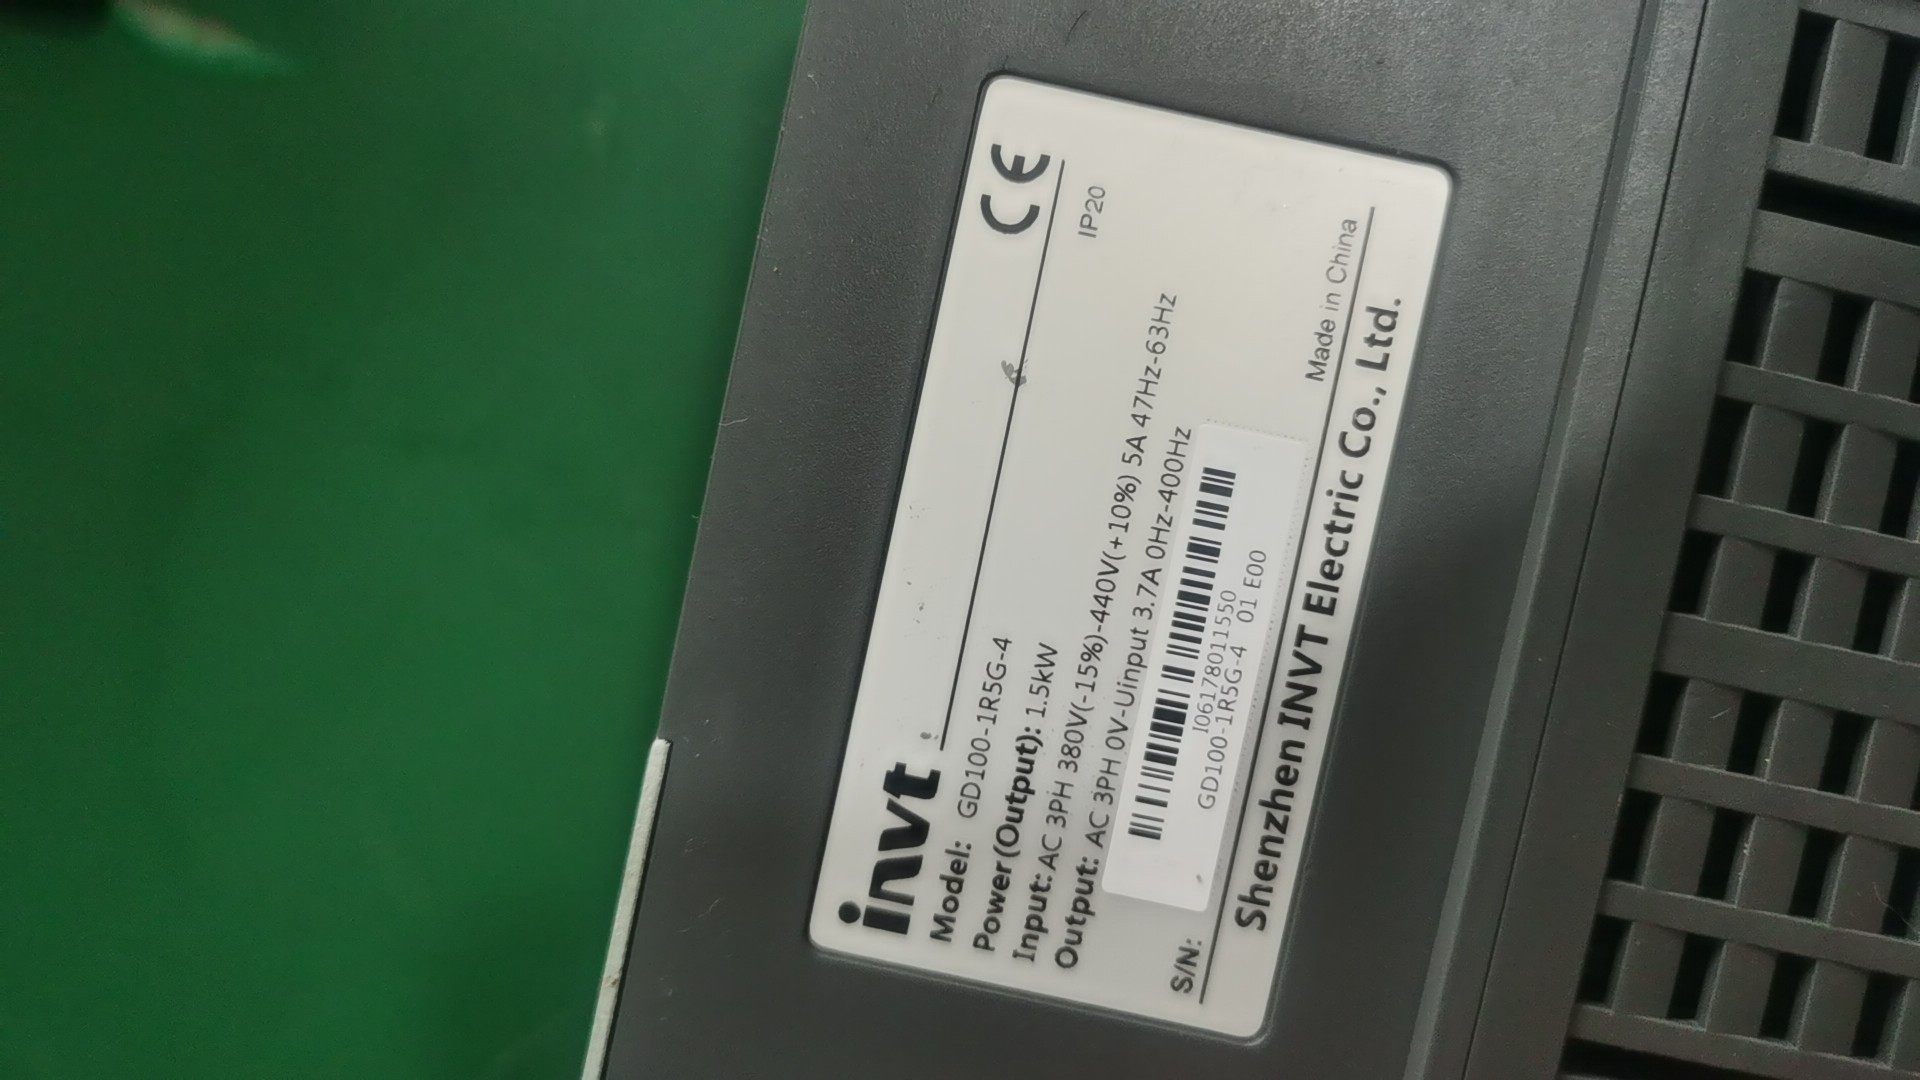 invt CE
Model: GD100-1R5G-4 IP20
Power(Output): 1.5kW
Input: AC 3PH 380V(-15%)-440V(+10%) 5A 47Hz-63Hz
Output: AC 3PH 0V-Uinput 3.7A 0Hz-400Hz
I06178011550
GD100-1R5G-4 01 E00
S/N: Made in China
Shenzhen INVT Electric Co., Ltd.